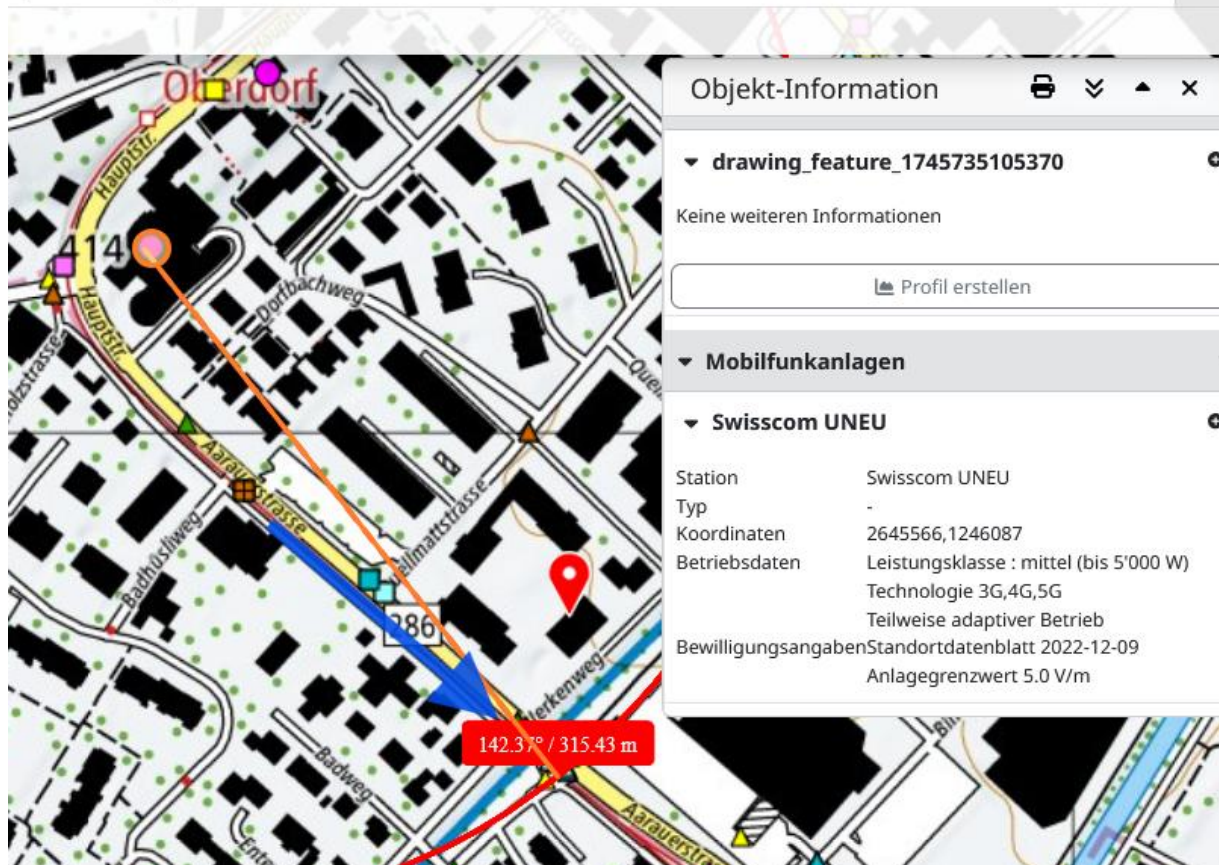 Oberdorf
Hauptstr.
414
Hauptstr.
Dorfbachweg
Aarauerstrasse
Badhüsliweg
286
142.37° / 315.43 m
Badweg
Objekt-Information
drawing_feature_1745735105370
Keine weiteren Informationen
Profil erstellen
Mobilfunkanlagen
Swisscom UNEU
Station Swisscom UNEU
Typ -
Koordinaten 2645566,1246087
Betriebsdaten Leistungsklasse : mittel (bis 5'000 W)
Technologie 3G,4G,5G
Teilweise adaptiver Betrieb
Bewilligungsangaben Standortdatenblatt 2022-12-09
Anlagegrenzwert 5.0 V/m